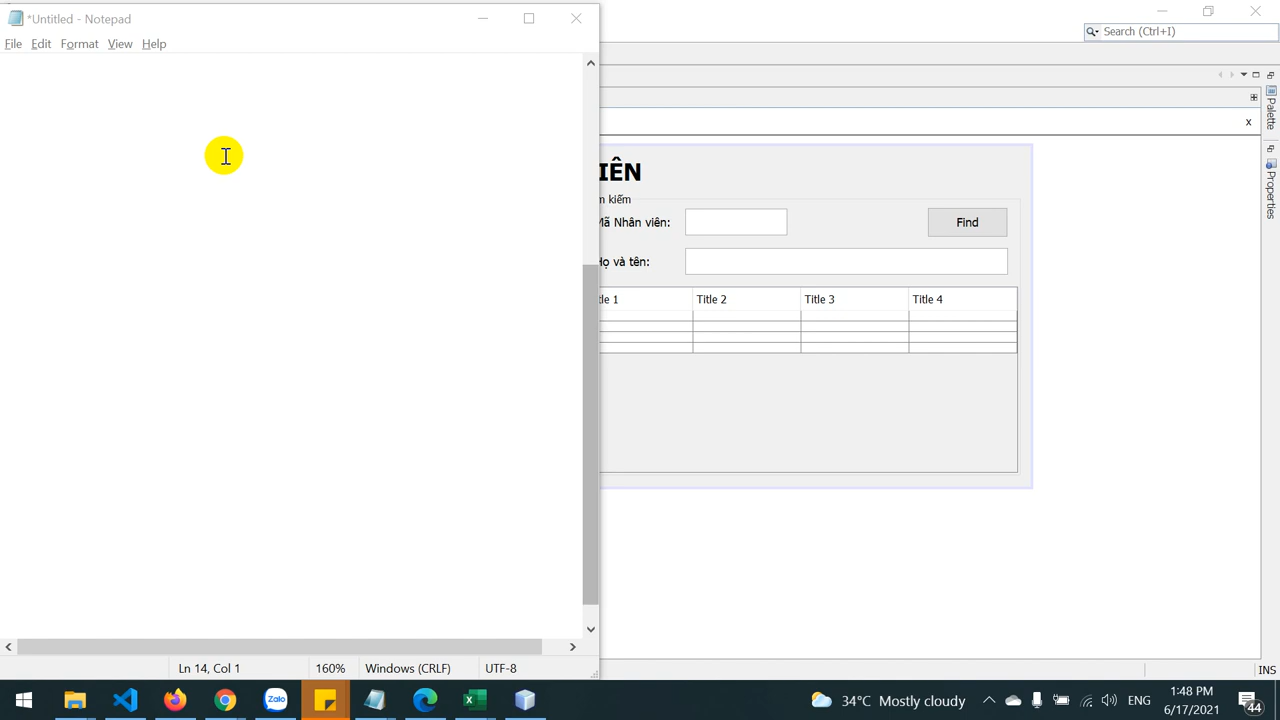 *Untitled - Notepad
File Edit Format View Help
Ln 14, Col 1 160% Windows (CRLF) UTF-8
Search (Ctrl+I)
x
Palette
Properties
IÊN
m kiếm
Mã Nhân viên:
Find
Họ và tên:
tle 1 Title 2 Title 3 Title 4
INS
Zalo
34°C Mostly cloudy
ENG
1:48 PM
6/17/2021
44